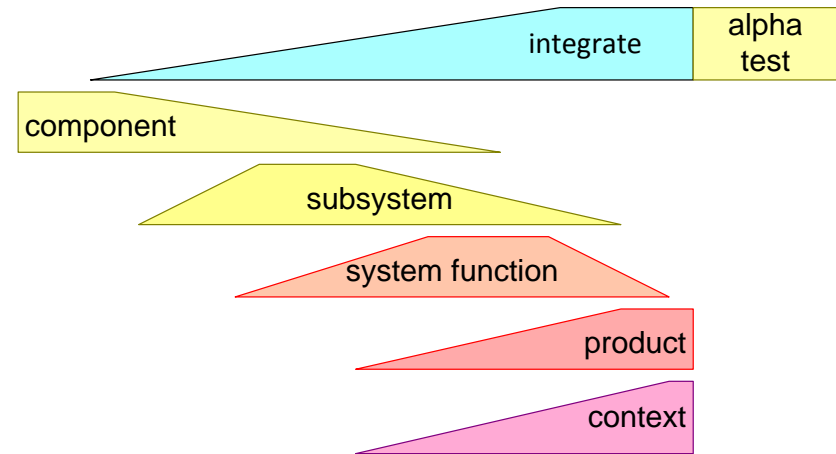 integrate
alpha
test
component
subsystem
system function
product
context